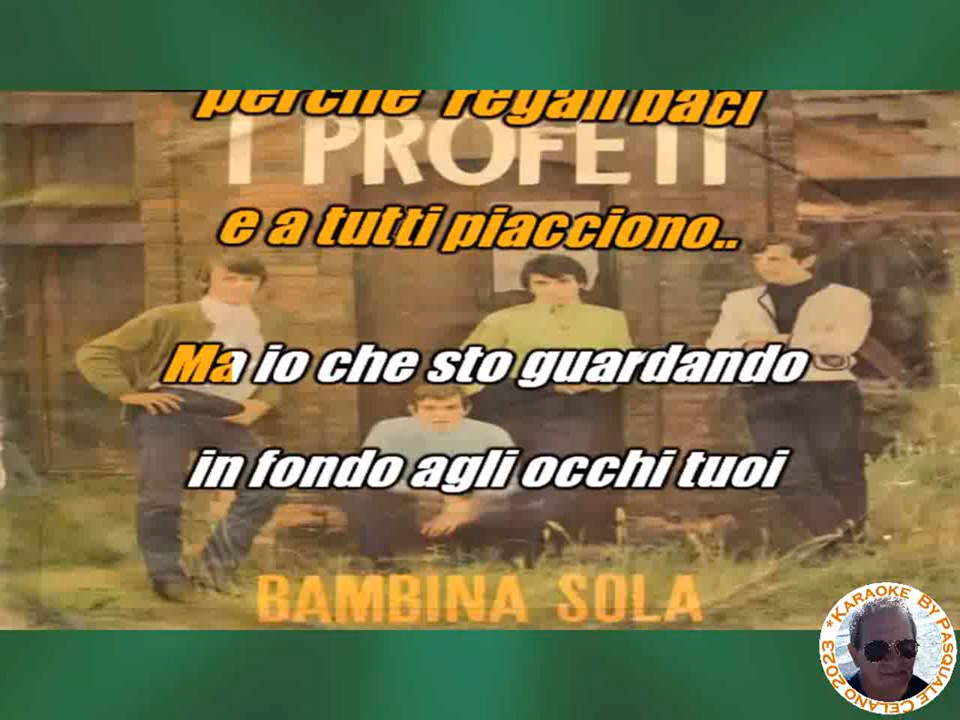 perchè regali baci
I PROFETI
e a tutti piacciono..
Ma io che sto guardando
in fondo agli occhi tuoi
BAMBINA SOLA
*KARAOKE BY PASQUALE CELANO 2023